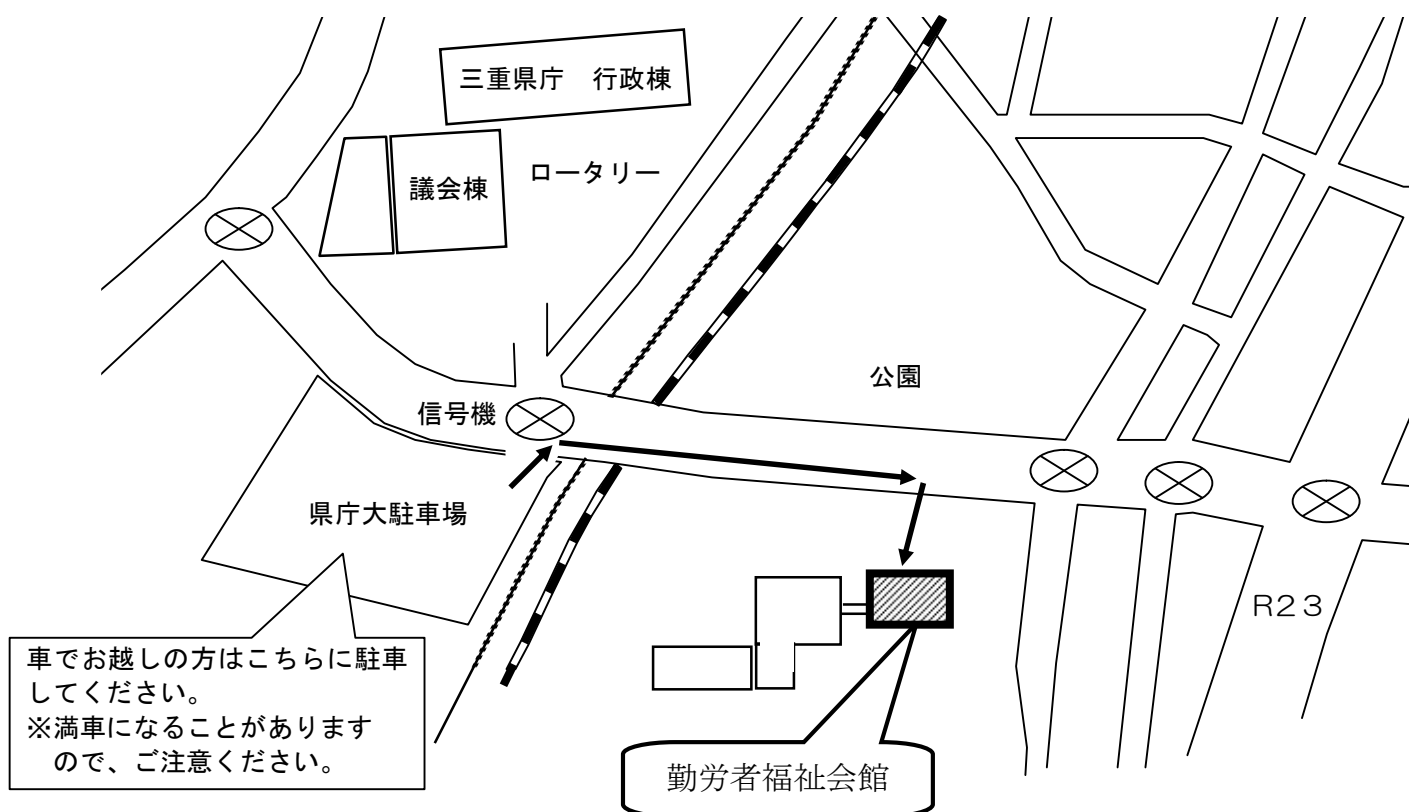 三重県庁　行政棟
議会棟
ロータリー
公園
信号機
県庁大駐車場
R23
車でお越しの方はこちらに駐車
してください。
※満車になることがあります
ので、ご注意ください。
勤労者福祉会館